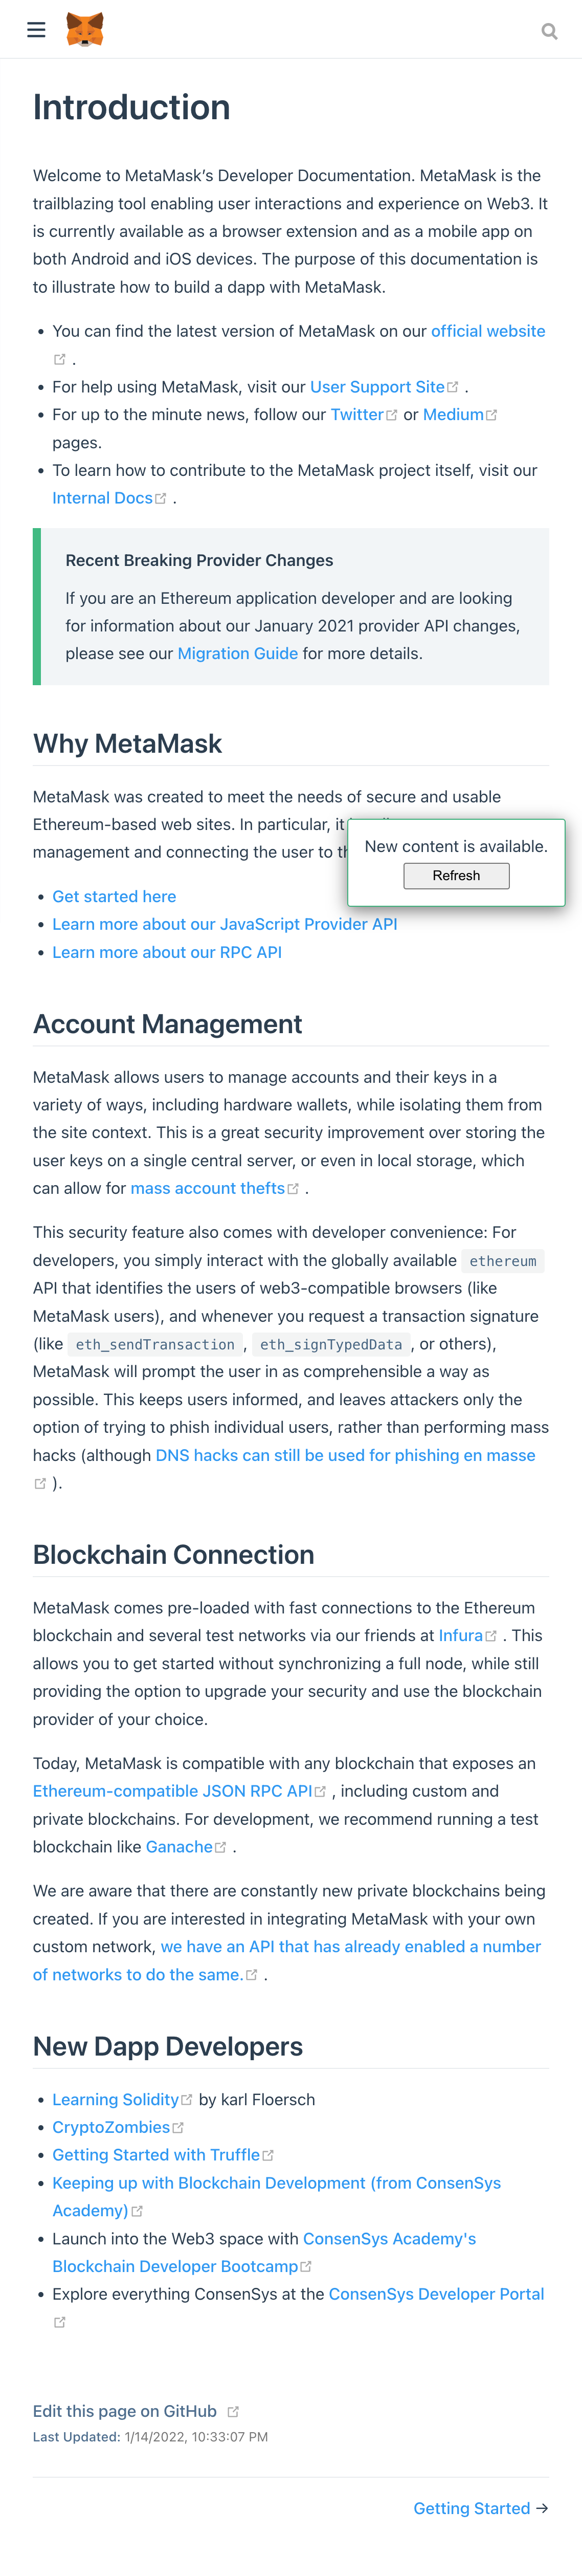 Introduction
Welcome to MetaMask's Developer Documentation. MetaMask is the
trailblazing tool enabling user interactions and experience on Web3. It
is currently available as a browser extension and as a mobile app on
both Android and iOS devices. The purpose of this documentation is
to illustrate how to build a dapp with MetaMask.
• You can find the latest version of MetaMask on our official website
.
• For help using MetaMask, visit our User Support Site .
• For up to the minute news, follow our Twitter or Medium
pages.
• To learn how to contribute to the MetaMask project itself, visit our
Internal Docs .
Recent Breaking Provider Changes
If you are an Ethereum application developer and are looking
for information about our January 2021 provider API changes,
please see our Migration Guide for more details.
Why MetaMask
MetaMask was created to meet the needs of secure and usable
Ethereum-based web sites. In particular, it
management and connecting the user to
New content is available.
Refresh
• Get started here
• Learn more about our JavaScript Provider API
• Learn more about our RPC API
Account Management
MetaMask allows users to manage accounts and their keys in a
variety of ways, including hardware wallets, while isolating them from
the site context. This is a great security improvement over storing the
user keys on a single central server, or even in local storage, which
can allow for mass account thefts .
This security feature also comes with developer convenience: For
developers, you simply interact with the globally available ethereum
API that identifies the users of web3-compatible browsers (like
MetaMask users), and whenever you request a transaction signature
(like eth_sendTransaction , eth_signTypedData , or others),
MetaMask will prompt the user in as comprehensible a way as
possible. This keeps users informed, and leaves attackers only the
option of trying to phish individual users, rather than performing mass
hacks (although DNS hacks can still be used for phishing en masse
).
Blockchain Connection
MetaMask comes pre-loaded with fast connections to the Ethereum
blockchain and several test networks via our friends at Infura . This
allows you to get started without synchronizing a full node, while still
providing the option to upgrade your security and use the blockchain
provider of your choice.
Today, MetaMask is compatible with any blockchain that exposes an
Ethereum-compatible JSON RPC API , including custom and
private blockchains. For development, we recommend running a test
blockchain like Ganache .
We are aware that there are constantly new private blockchains being
created. If you are interested in integrating MetaMask with your own
custom network, we have an API that has already enabled a number
of networks to do the same. .
New Dapp Developers
• Learning Solidity by karl Floersch
• CryptoZombies
• Getting Started with Truffle
• Keeping up with Blockchain Development (from ConsenSys
Academy)
• Launch into the Web3 space with ConsenSys Academy's
Blockchain Developer Bootcamp
• Explore everything ConsenSys at the ConsenSys Developer Portal
Edit this page on GitHub
Last Updated: 1/14/2022, 10:33:07 PM
Getting Started →